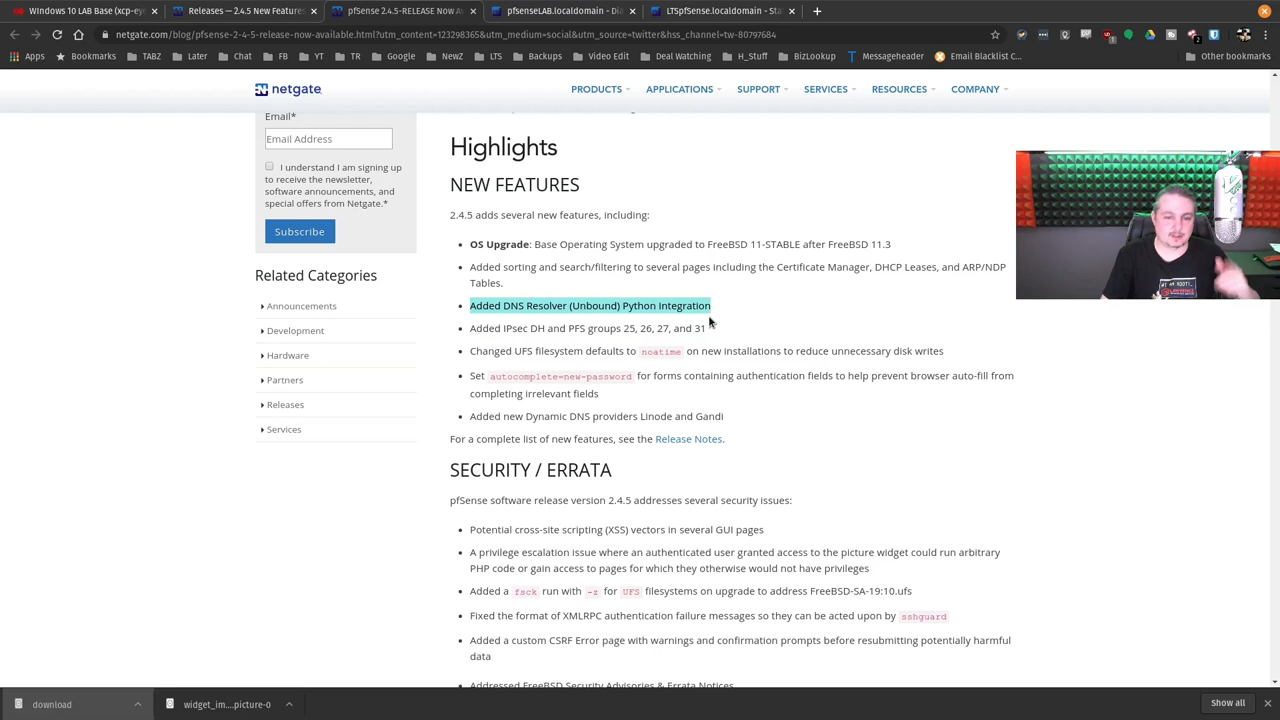 Windows 10 LAB Base (xcp-eye
Releases — 2.4.5 New Features
pfSense 2.4.5-RELEASE Now Av
pfsenseLAB.localdomain - Di
LTSpfSense.localdomain - Sta
netgate.com/blog/pfsense-2-4-5-release-now-available.html?utm_content=123298365&utm_medium=social&utm_source=twitter&hss_channel=tw-80797684
Apps
Bookmarks
TABZ
Later
Chat
FB
YT
TR
Google
NewZ
LTS
Backups
Video Edit
Deal Watching
H_Stuff
BizLookup
Messageheader
Email Blacklist C...
Other bookmarks
netgate
PRODUCTS
APPLICATIONS
SUPPORT
SERVICES
RESOURCES
COMPANY
Email*
Email Address
I understand I am signing up
to receive the newsletter,
software announcements, and
special offers from Netgate.*
Subscribe
Related Categories
Announcements
Development
Hardware
Partners
Releases
Services
Highlights
NEW FEATURES
2.4.5 adds several new features, including:
OS Upgrade: Base Operating System upgraded to FreeBSD 11-STABLE after FreeBSD 11.3
Added sorting and search/filtering to several pages including the Certificate Manager, DHCP Leases, and ARP/NDP
Tables.
Added DNS Resolver (Unbound) Python Integration
Added IPsec DH and PFS groups 25, 26, 27, and 31
Changed UFS filesystem defaults to noatime on new installations to reduce unnecessary disk writes
Set autocomplete=new-password for forms containing authentication fields to help prevent browser auto-fill from
completing irrelevant fields
Added new Dynamic DNS providers Linode and Gandi
For a complete list of new features, see the Release Notes.
SECURITY / ERRATA
pfSense software release version 2.4.5 addresses several security issues:
Potential cross-site scripting (XSS) vectors in several GUI pages
A privilege escalation issue where an authenticated user granted access to the picture widget could run arbitrary
PHP code or gain access to pages for which they otherwise would not have privileges
Added a fsck run with -z for UFS filesystems on upgrade to address FreeBSD-SA-19:10.ufs
Fixed the format of XMLRPC authentication failure messages so they can be acted upon by sshguard
Added a custom CSRF Error page with warnings and confirmation prompts before resubmitting potentially harmful
data
Addressed FreeBSD Security Advisories & Errata Notices
download
widget_im....picture-0
Show all